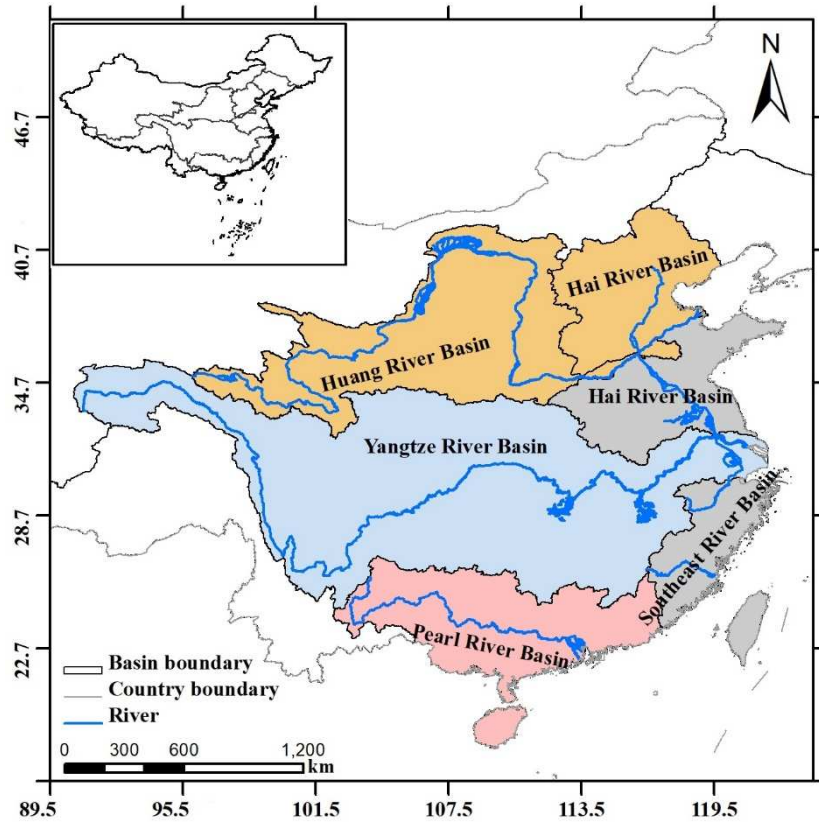 N
46.7
40.7
34.7
28.7
22.7
Hai River Basin
Huang River Basin
Hai River Basin
Yangtze River Basin
Southeast River Basin
Pearl River Basin
Basin boundary
Country boundary
River
0 300 600 1,200
km
89.5 95.5 101.5 107.5 113.5 119.5